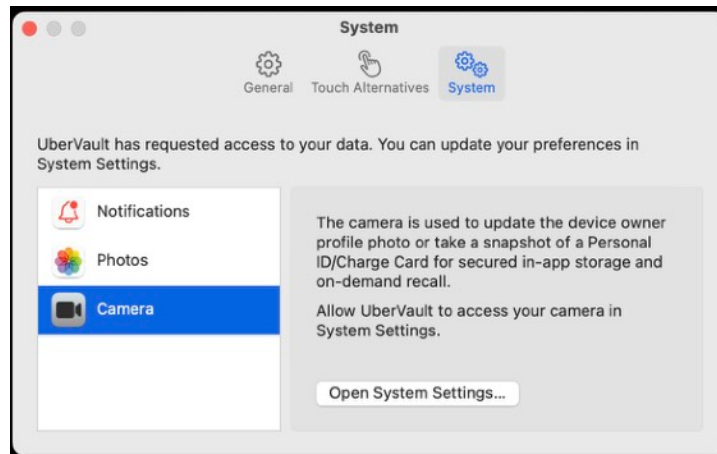 System
General
Touch Alternatives
System
UberVault has requested access to your data. You can update your preferences in
System Settings.
Notifications
Photos
Camera
The camera is used to update the device owner
profile photo or take a snapshot of a Personal
ID/Charge Card for secured in-app storage and
on-demand recall.
Allow UberVault to access your camera in
System Settings.
Open System Settings...